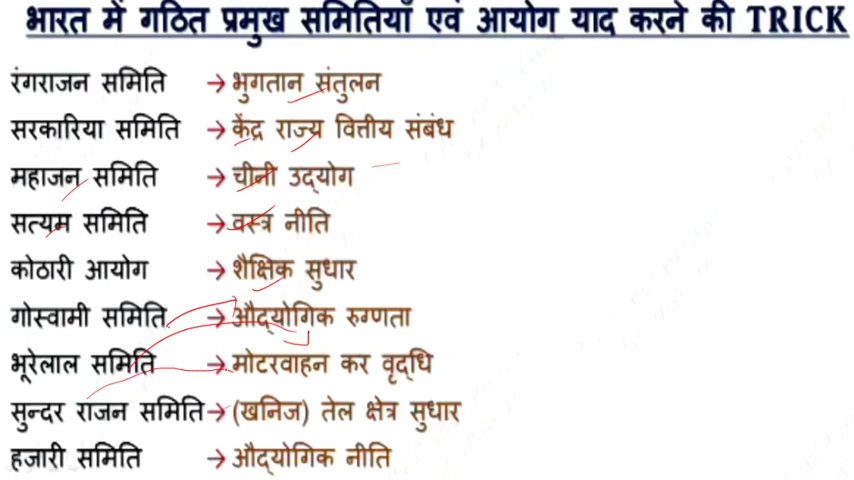 भारत में गठित प्रमुख समितियाँ एवं आयोग याद करने की TRICK
रंगराजन समिति → भुगतान संतुलन
सरकारिया समिति → केंद्र राज्य वित्तीय संबंध
महाजन समिति → चीनी उद्योग
सत्यम समिति → वस्त्र नीति
कोठारी आयोग → शैक्षिक सुधार
गोस्वामी समिति → औद्योगिक रुग्णता
भूरेलाल समिति → मोटरवाहन कर वृद्धि
सुन्दर राजन समिति → (खनिज) तेल क्षेत्र सुधार
हजारी समिति → औद्योगिक नीति